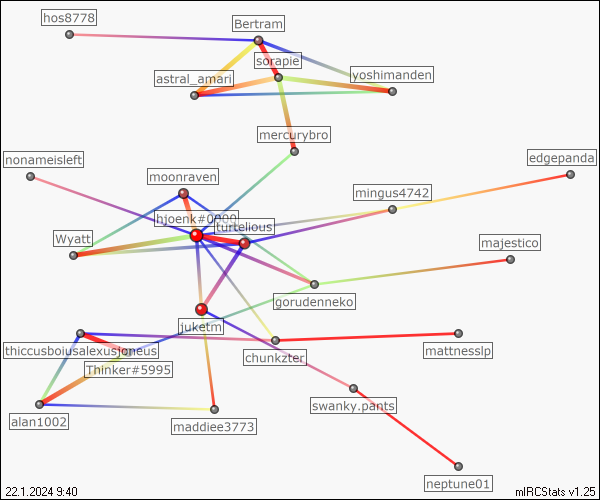 hos8778
Bertram
sorapie
astral_amari
yoshimanden
mercurybro
nonameisleft
edgepanda
moonraven
mingus4742
hjoenk#0000
turtelious
Wyatt
majestico
gorudenneko
juketm
thiccusboiusalexusjoneus
chunkzter
mattnesslp
Thinker#5995
swanky.pants
alan1002
maddiee3773
neptune01
22.1.2024 9:40
mIRCStats v1.25